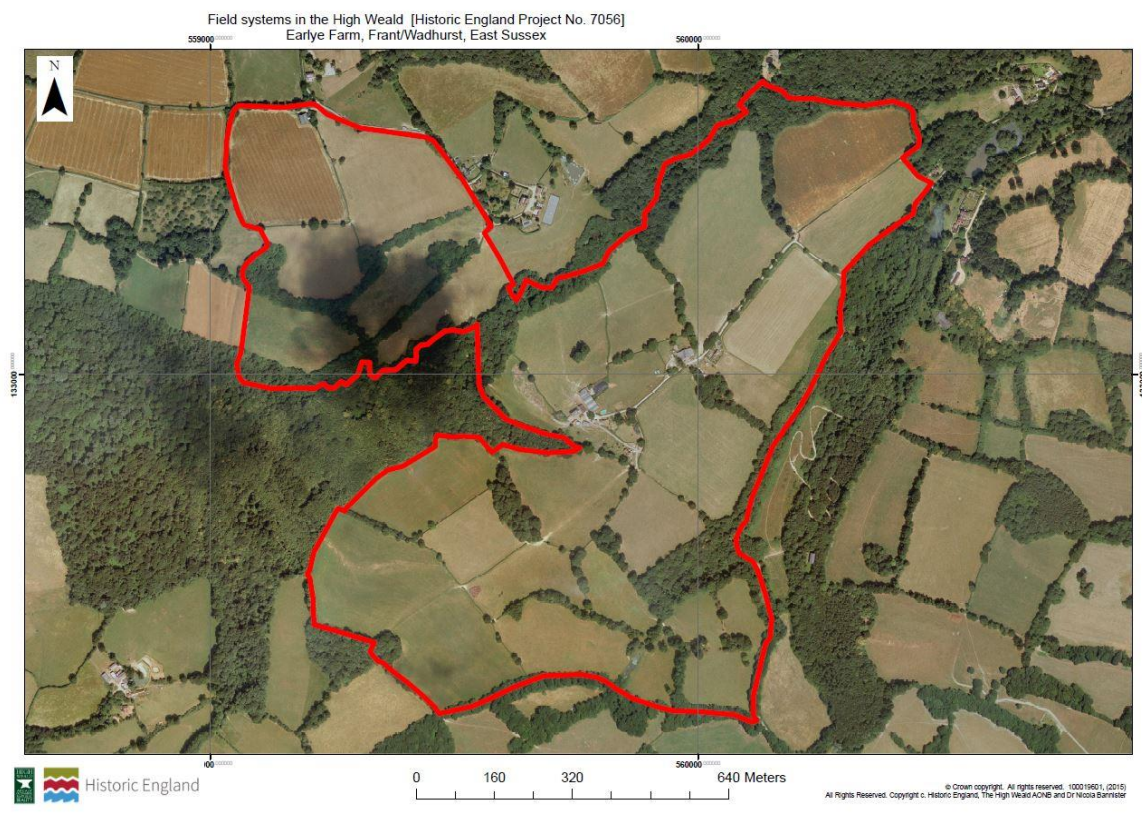 Field systems in the High Weald [Historic England Project No. 7056]
Earlye Farm, Frant/Wadhurst, East Sussex
559000
560000
N
133000
560000
HIGH WEALD
Historic England
0 160 320 640 Meters
© Crown copyright. All rights reserved. 100019601, (2015)
All Rights Reserved. Copyright c. Historic England, The High Weald AONB and Dr Nicola Bannister